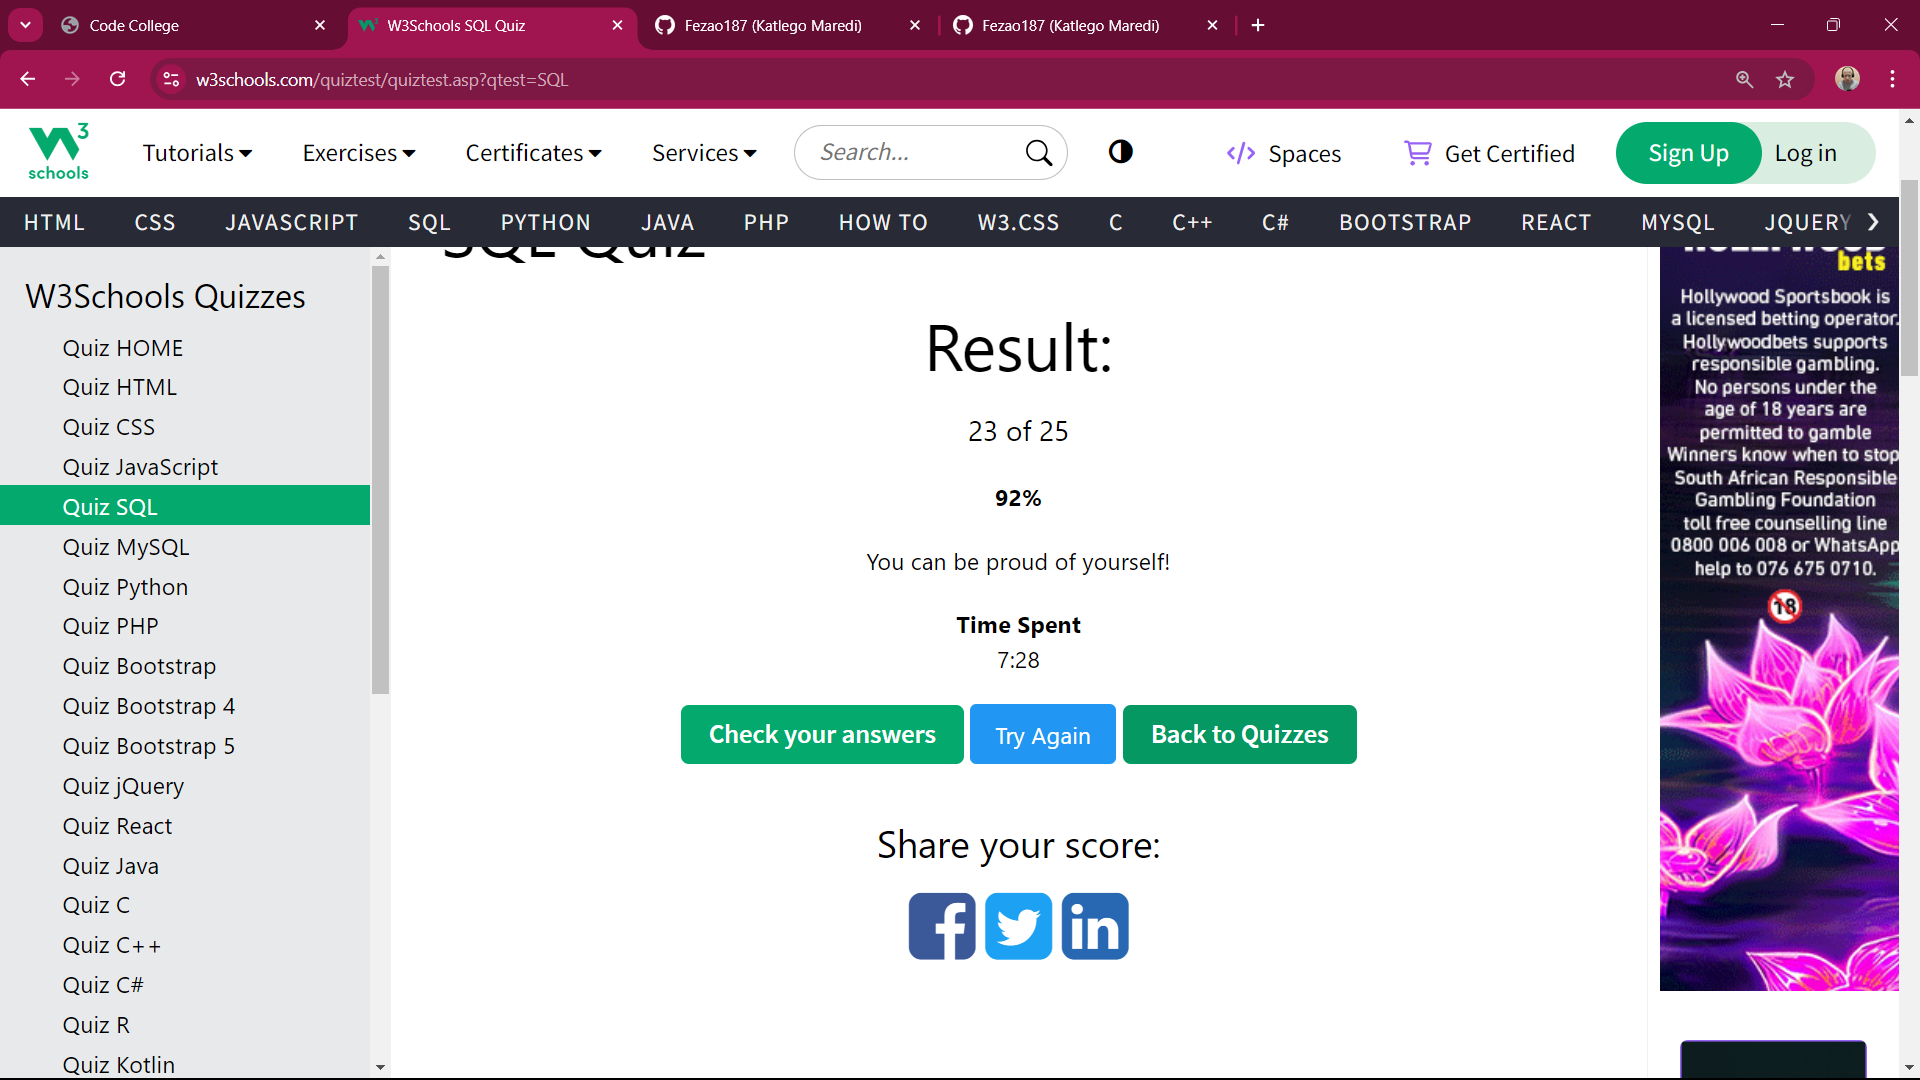 Code College
W3Schools SQL Quiz
Fezao187 (Katlego Maredi)
Fezao187 (Katlego Maredi)
w3schools.com/quiztest/quiztest.asp?qtest=SQL
3
schools
Tutorials
Exercises
Certificates
Services
Search...
Spaces
Get Certified
Sign Up
Log in
HTML CSS JAVASCRIPT SQL PYTHON JAVA PHP HOW TO W3.CSS C C++ C# BOOTSTRAP REACT MYSQL JQUERY
W3Schools Quizzes
Quiz HOME
Quiz HTML
Quiz CSS
Quiz JavaScript
Quiz SQL
Quiz MySQL
Quiz Python
Quiz PHP
Quiz Bootstrap
Quiz Bootstrap 4
Quiz Bootstrap 5
Quiz jQuery
Quiz React
Quiz Java
Quiz C
Quiz C++
Quiz C#
Quiz R
Quiz Kotlin
SQL Quiz
Result:
23 of 25
92%
You can be proud of yourself!
Time Spent
7:28
Check your answers
Try Again
Back to Quizzes
Share your score:
in
bets
Hollywood Sportsbook is
a licensed betting operator.
Hollywoodbets supports
responsible gambling.
No persons under the
age of 18 years are
permitted to gamble
Winners know when to stop
South African Responsible
Gambling Foundation
toll free counselling line
0800 006 008 or WhatsApp
help to 076 675 0710.
18